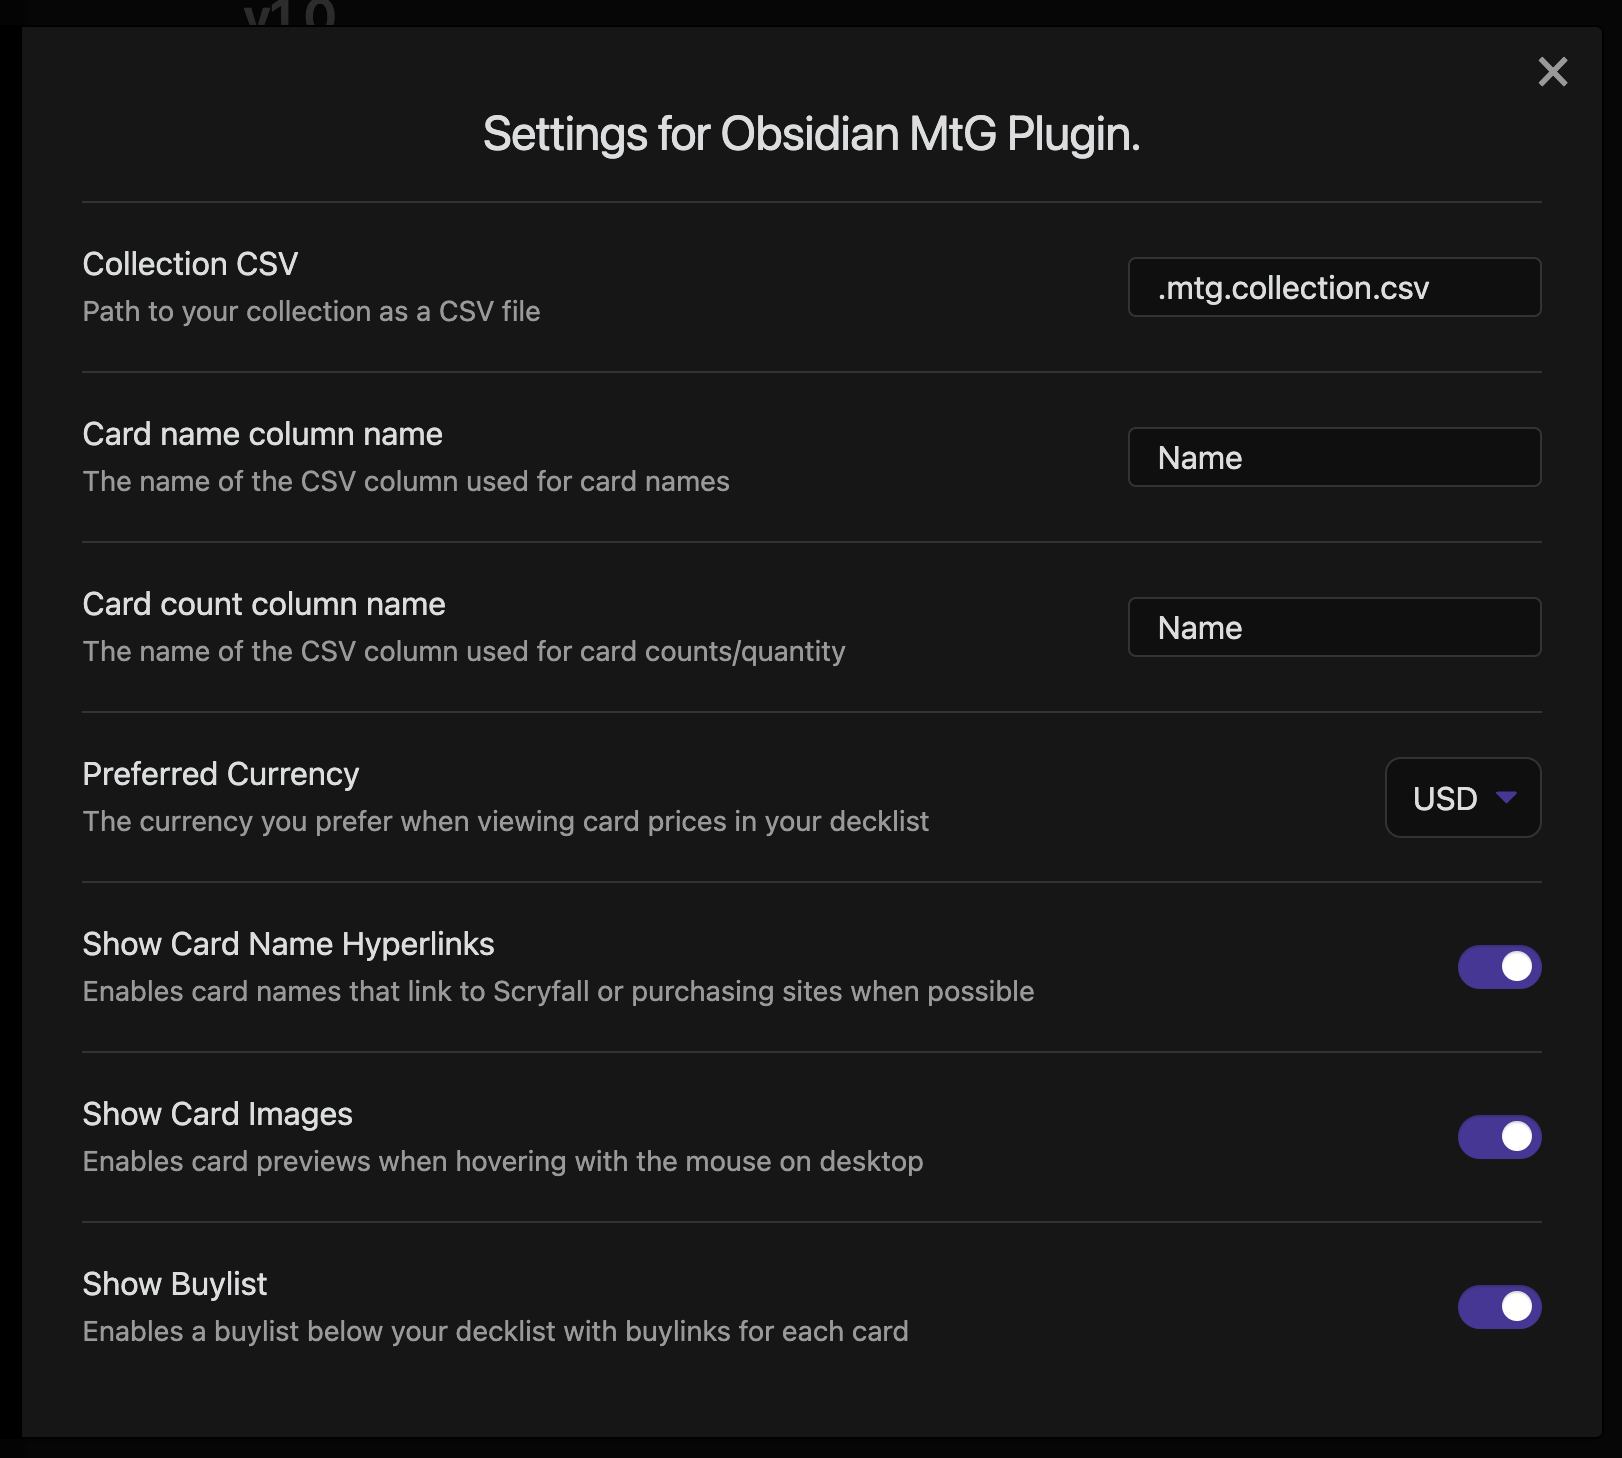 v1.0
Settings for Obsidian MtG Plugin.
Collection CSV
Path to your collection as a CSV file
.mtg.collection.csv
Card name column name
The name of the CSV column used for card names
Name
Card count column name
The name of the CSV column used for card counts/quantity
Name
Preferred Currency
The currency you prefer when viewing card prices in your decklist
USD
Show Card Name Hyperlinks
Enables card names that link to Scryfall or purchasing sites when possible
Show Card Images
Enables card previews when hovering with the mouse on desktop
Show Buylist
Enables a buylist below your decklist with buylinks for each card